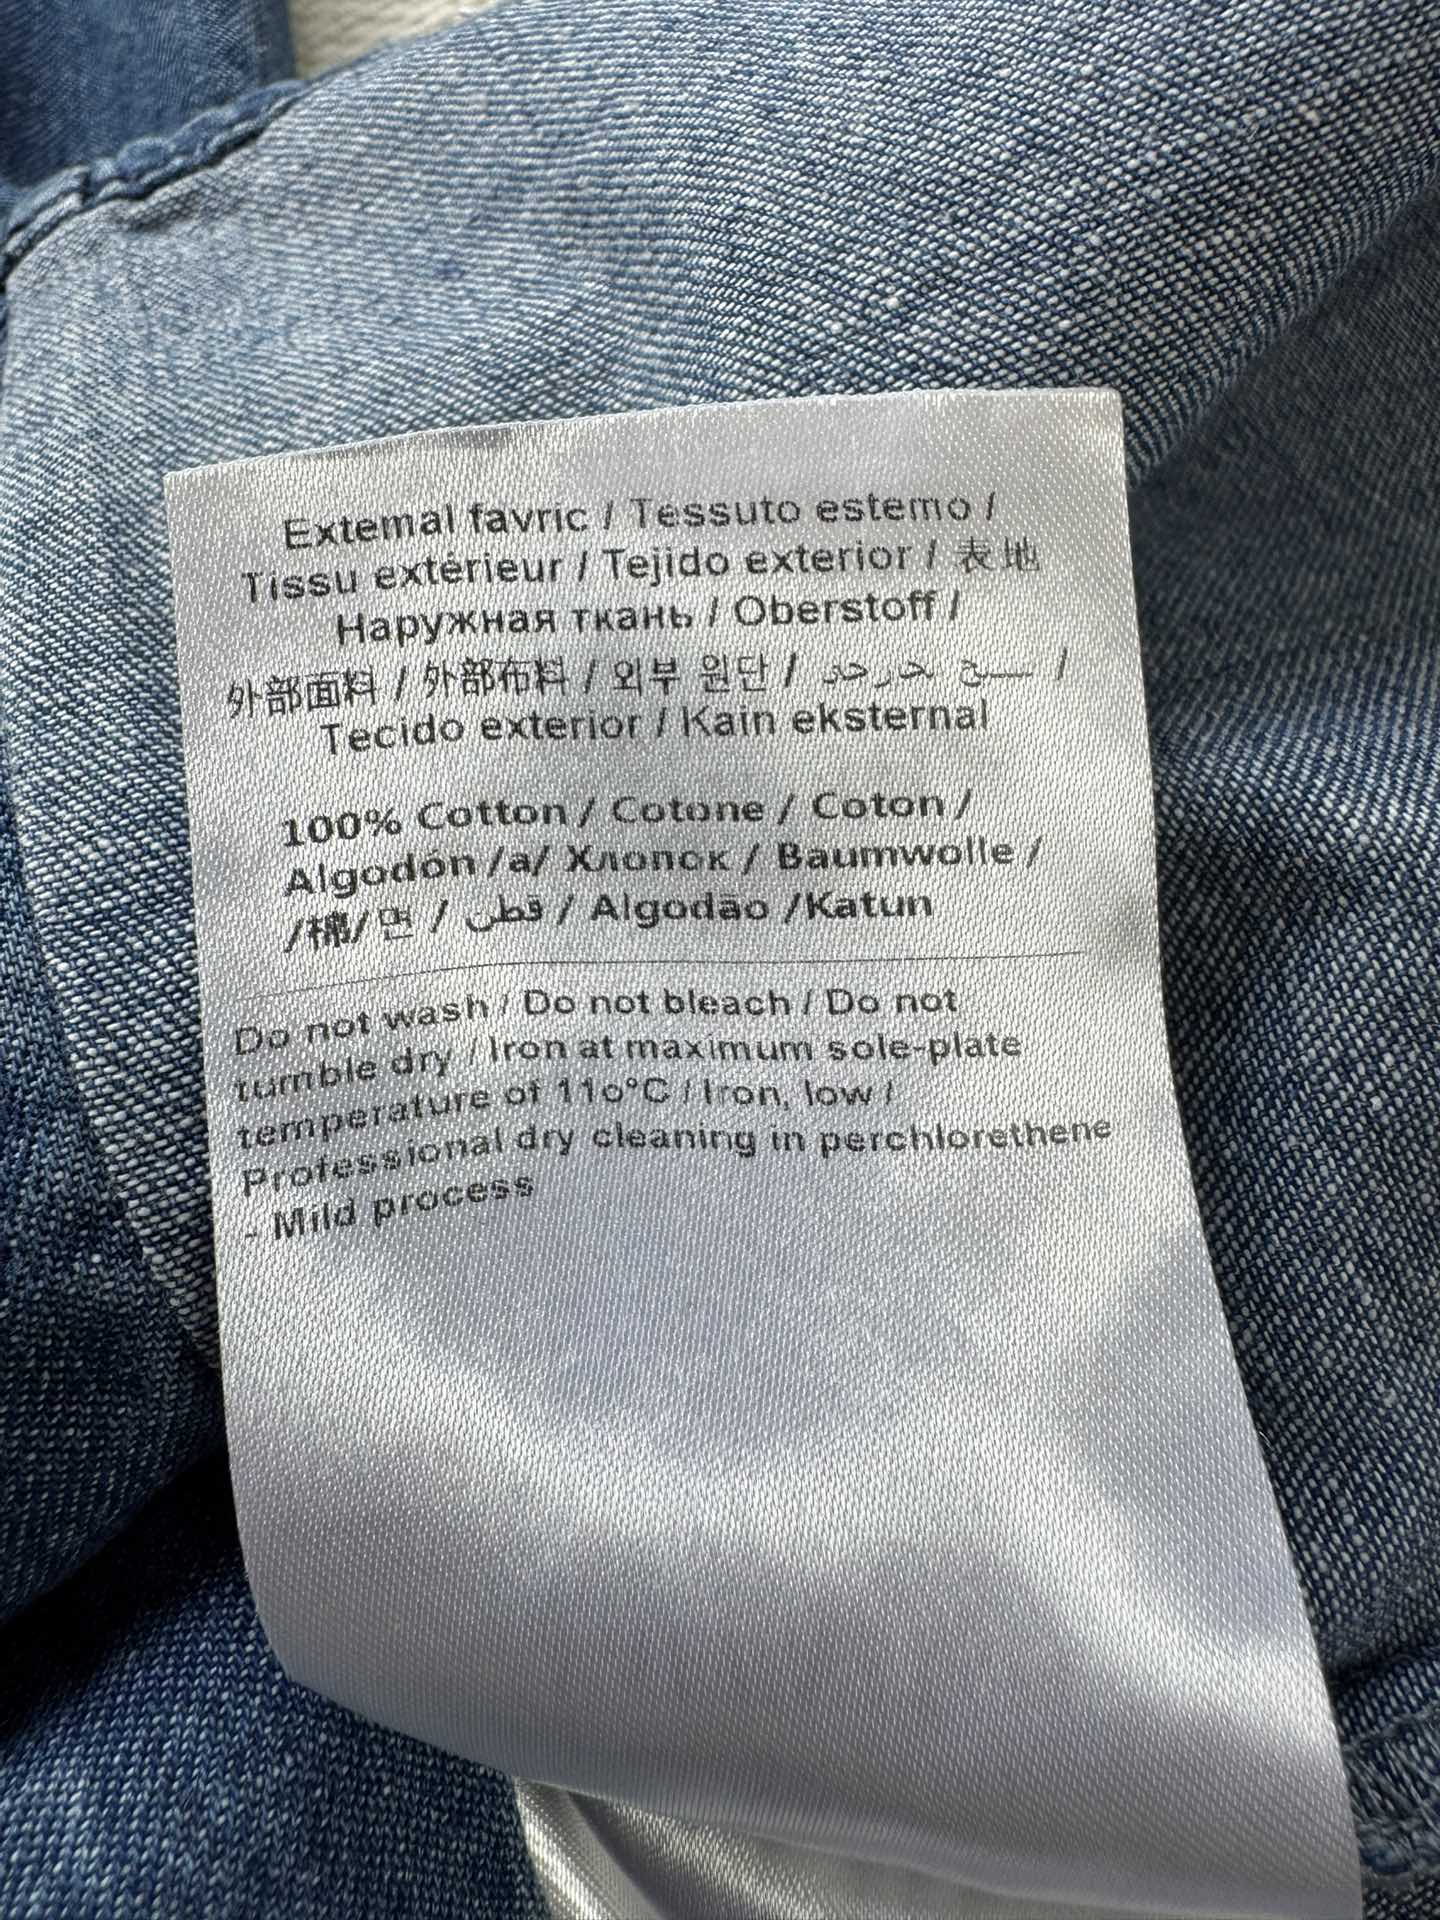 Extemal favric / Tessuto estemo /
Tissu extérieur / Tejido exterior / 表地
Наружная ткань / Oberstoff /
外部面料 / 外部布料 / 외부 원단 / /
Tecido exterior / Kain eksternal
100% Cotton / Cotone / Coton /
Algodón /a/ Хлопок / Baumwolle /
/棉/ 면 / قطن / Algodão /Katun
Do not wash / Do not bleach / Do not
tumble dry / Iron at maximum sole-plate
temperature of 11o°C / Iron, low /
Professional dry cleaning in perchlorethene
- Mild process